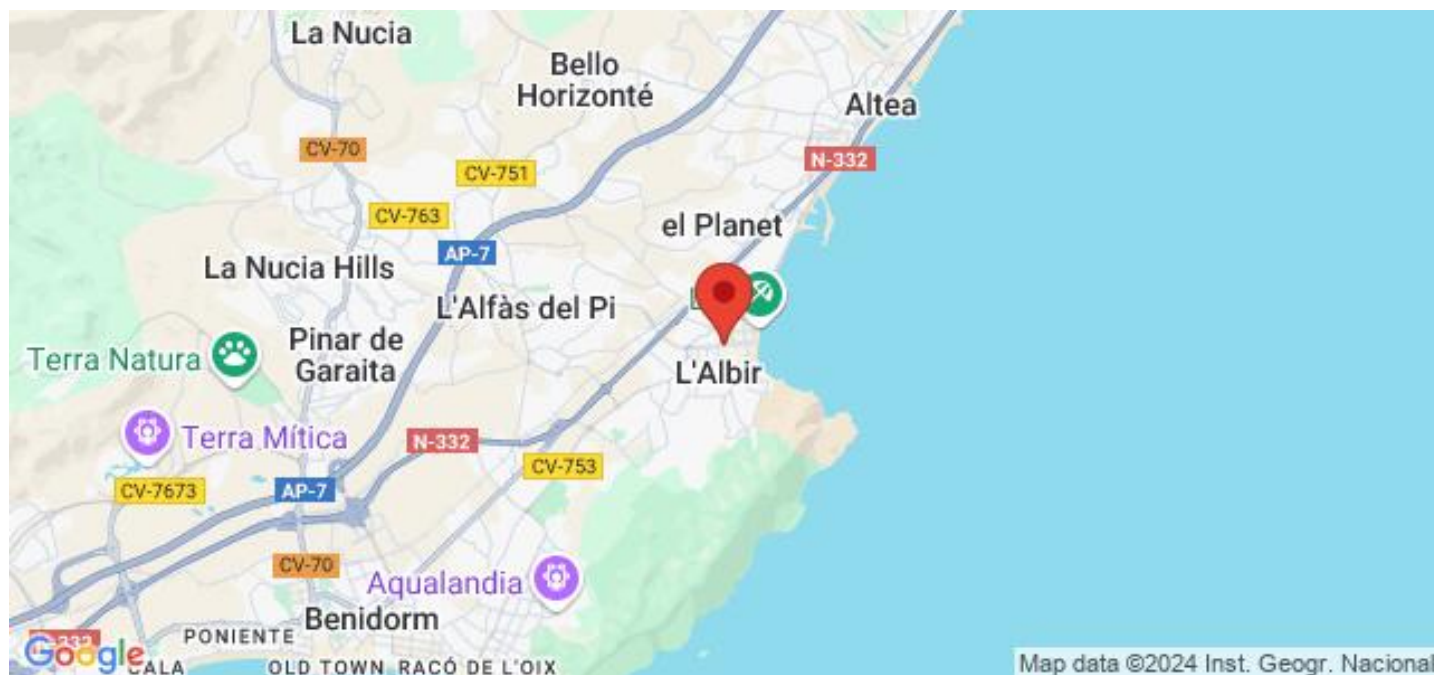 La Nucia
Bello
Horizonté
Altea
CV-70
N-332
CV-751
CV-763
el Planet
AP-7
La Nucia Hills
L'Alfàs del Pi
Pinar de
Garaita
Terra Natura
L'Albir
Terra Mítica
N-332
CV-753
CV-7673
AP-7
CV-70
Aqualandia
Benidorm
PONIENTE
Google
CALA
OLD TOWN
RACÓ DE L'OIX
Map data ©2024 Inst. Geogr. Nacional